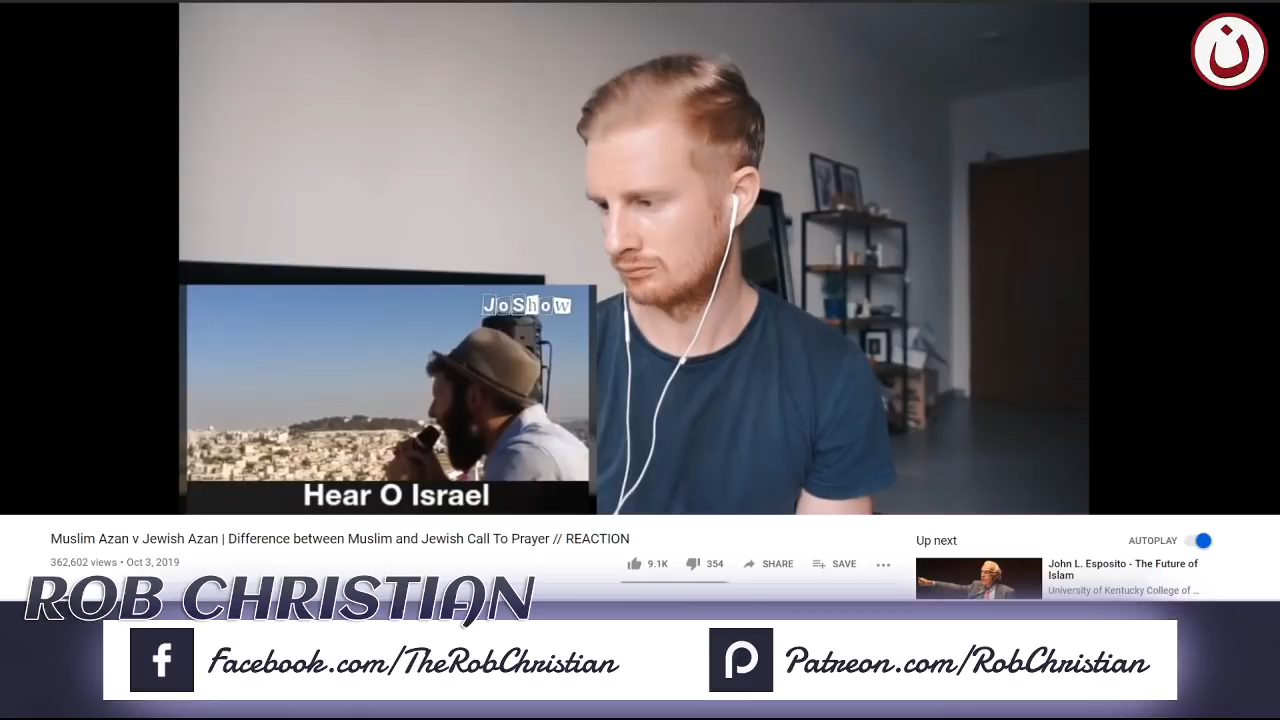 ن
JoShow
Hear O Israel
Muslim Azan v Jewish Azan | Difference between Muslim and Jewish Call To Prayer // REACTION
362,602 views • Oct 3, 2019
9.1K
354
SHARE
SAVE
Up next
AUTOPLAY
John L. Esposito - The Future of
Islam
University of Kentucky College of ...
ROB CHRISTIAN
Facebook.com/TheRobChristian
Patreon.com/RobChristian